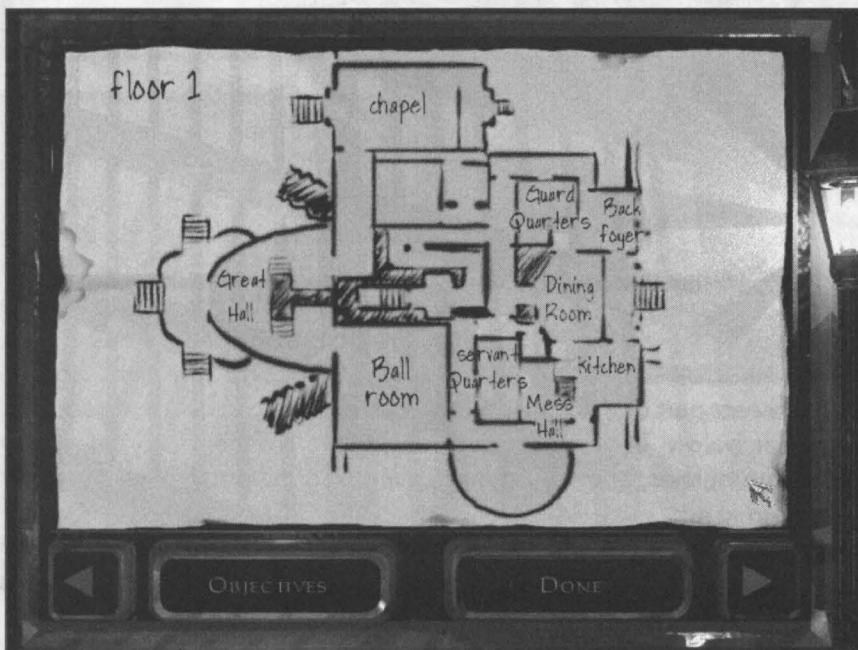 floor 1
chapel
Guard
Quarters
Back
foyer
Great
Hall
Dining
Room
Servant
Quarters
Kitchen
Ball
room
Mess
Hall
OBJECTIVES
DONE